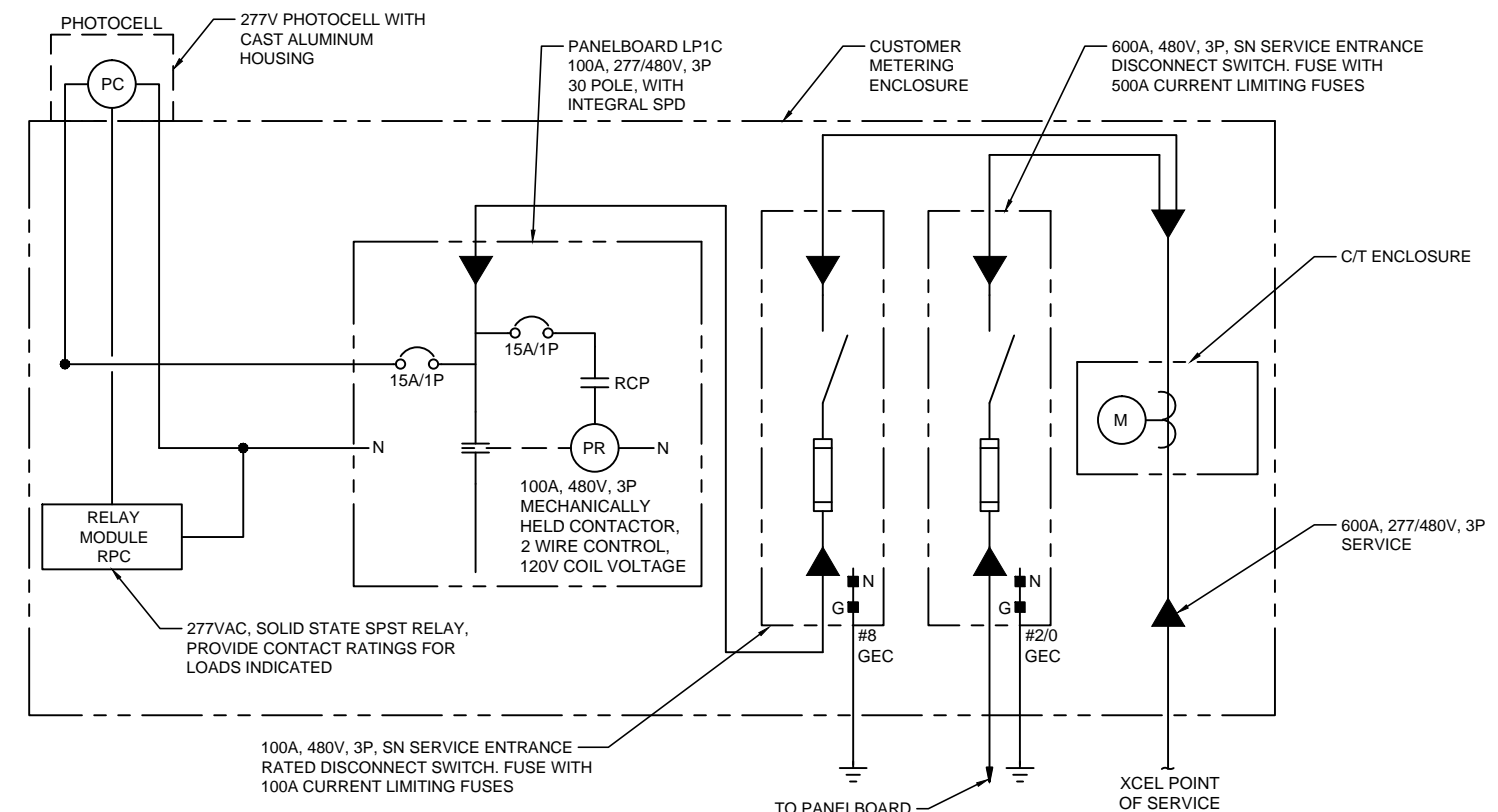 PHOTOCELL
277V PHOTOCELL WITH
CAST ALUMINUM
HOUSING
PC
PANELBOARD LP1C
100A, 277/480V, 3P
30 POLE, WITH
INTEGRAL SPD
CUSTOMER
METERING
ENCLOSURE
600A, 480V, 3P, SN SERVICE ENTRANCE
DISCONNECT SWITCH. FUSE WITH
500A CURRENT LIMITING FUSES
C/T ENCLOSURE
15A/1P
15A/1P
RCP
M
N
PR
N
100A, 480V, 3P
MECHANICALLY
HELD CONTACTOR,
2 WIRE CONTROL,
120V COIL VOLTAGE
RELAY
MODULE
RPC
600A, 277/480V, 3P
SERVICE
N
G
#8
GEC
N
G
#2/0
GEC
277VAC, SOLID STATE SPST RELAY,
PROVIDE CONTACT RATINGS FOR
LOADS INDICATED
100A, 480V, 3P, SN SERVICE ENTRANCE
RATED DISCONNECT SWITCH. FUSE WITH
100A CURRENT LIMITING FUSES
TO PANELBOARD
XCEL POINT
OF SERVICE